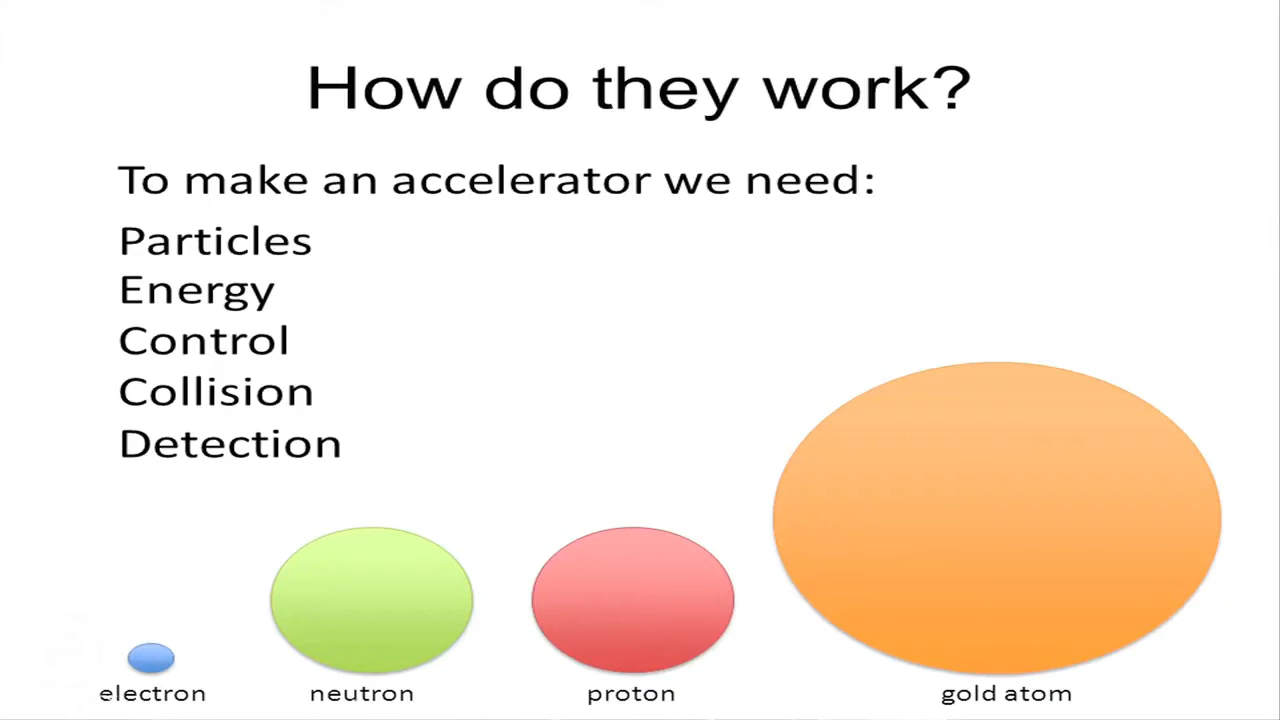 How do they work?
To make an accelerator we need:
Particles
Energy
Control
Collision
Detection
electron
neutron
proton
gold atom